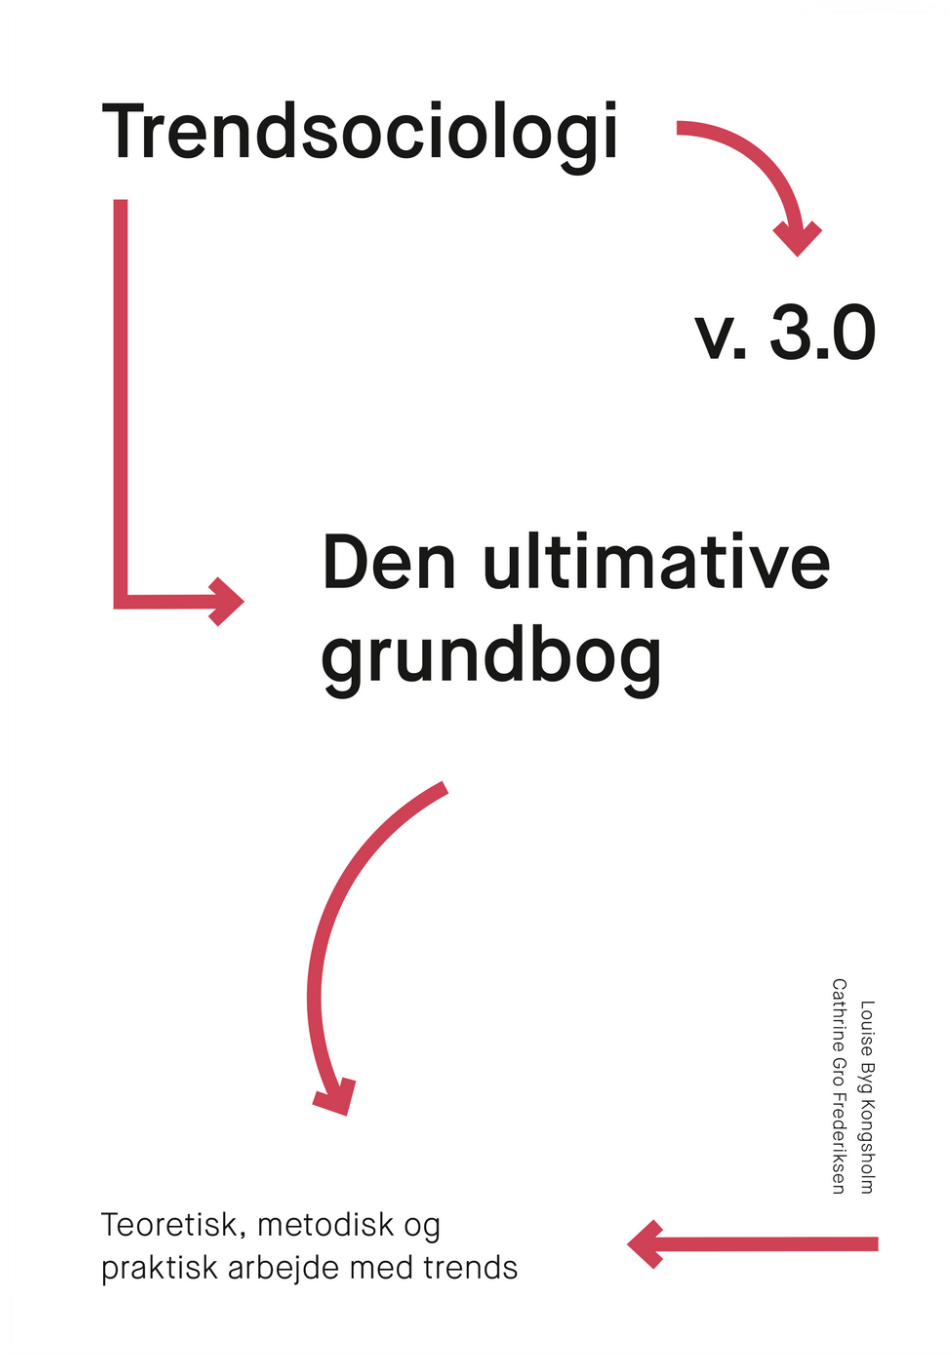 Trendsociologi
v. 3.0
Den ultimative
grundbog
Louise Byg Kongsholm
Cathrine Gro Frederiksen
Teoretisk, metodisk og
praktisk arbejde med trends